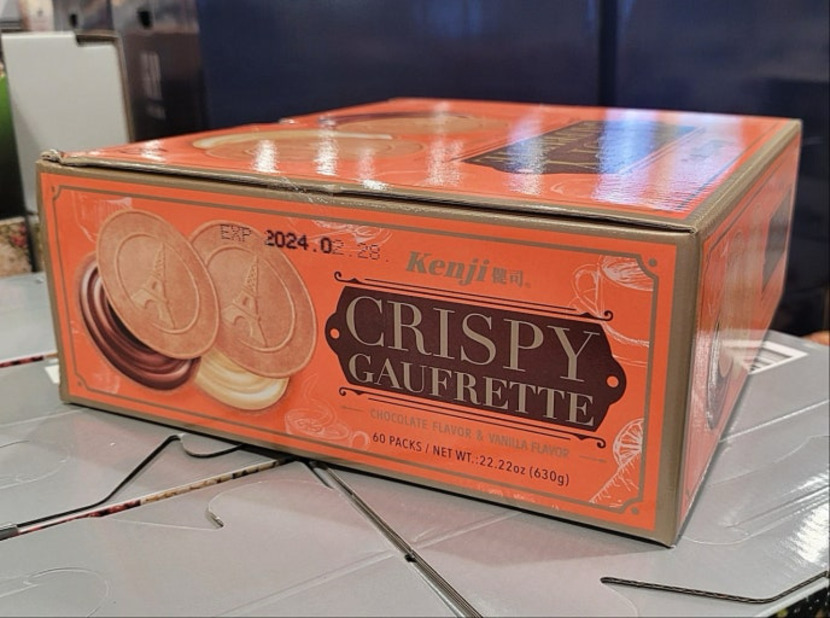 EXP 2024.02.28.
Kenji 健司®
CRISPY
GAUFRETTE
CHOCOLATE FLAVOR & VANILLA FLAVOR
60 PACKS / NET WT.:22.22oz (630g)